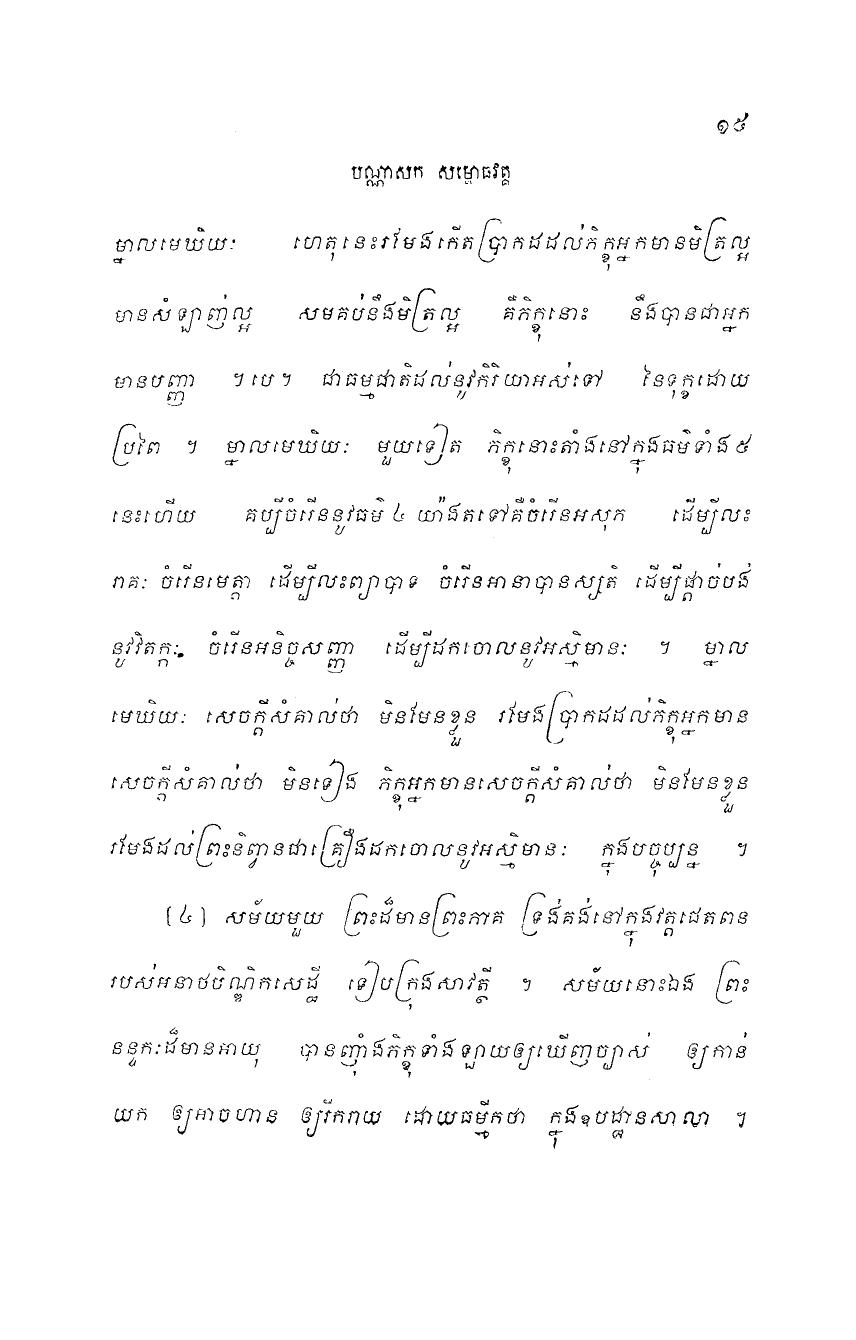 ១៥
បណ្ណាសក សម្ពោធវគ្គ
ម្នាលមេឃិយៈ ហេតុនេះរមែងកើតប្រាកដដល់ភិក្ខុអ្នកមានមិត្រល្អ
មានសំឡាញ់ល្អ សមគប់នឹងមិត្រល្អ គឺភិក្ខុនោះ នឹងបានជាអ្នក
មានបញ្ញា ។ បេ ។ ជាធម្មជាតិដល់នូវកិរិយាអស់ទៅ នៃទុក្ខដោយ
ប្រពៃ ។ ម្នាលមេឃិយៈ មួយទៀត ភិក្ខុនោះតាំងនៅក្នុងធម៌ទាំង៥
នេះហើយ គប្បីចំរើននូវធម៌ ៤ យ៉ាងតទៅគឺចំរើនអសុភ ដើម្បីលះ
រាគៈ ចំរើនមេត្តា ដើម្បីលះព្យាបាទ ចំរើនអានាបានស្សតិ ដើម្បីផ្តាច់បង់
នូវវិតក្កៈ ចំរើនអនិច្ចសញ្ញា ដើម្បីដកចោលនូវអស្មិមានៈ ។ ម្នាល
មេឃិយៈ សេចក្តីសំគាល់ថា មិនមែនខ្លួន រមែងប្រាកដដល់ភិក្ខុអ្នកមាន
សេចក្តីសំគាល់ថា មិនទៀង ភិក្ខុអ្នកមានសេចក្តីសំគាល់ថា មិនមែនខ្លួន
រមែងដល់ព្រះនិព្វានជាគ្រឿងដកចោលនូវអស្មិមានៈ ក្នុងបច្ចុប្បន្ន ។
(៤) សម័យមួយ ព្រះដ៏មានព្រះភាគ ទ្រង់គង់នៅក្នុងវត្តជេតពន
របស់អនាថបិណ្ឌិកសេដ្ឋី ទៀបក្រុងសាវត្ថី ។ សម័យនោះឯង ព្រះ
នន្ទកៈដ៏មានអាយុ បានញុំាងភិក្ខុទាំងឡាយឲ្យឃើញច្បាស់ ឲ្យកាន់
យក ឲ្យអាចហាន ឲ្យរីករាយ ដោយធម្មីកថា ក្នុងឧបដ្ឋានសាលា ។